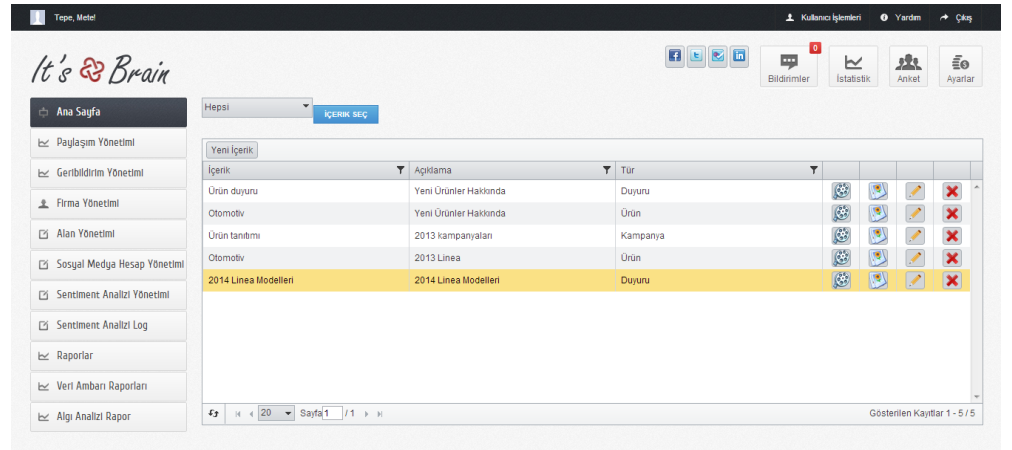 Tepe, Mete!
Kullanıcı İşlemleri Yardım Çıkış
It's Brain
0
Bildirimler İstatistik Anket Ayarlar
Ana Sayfa
Paylaşım Yönetimi
Geribildirim Yönetimi
Firma Yönetimi
Alan Yönetimi
Sosyal Medya Hesap Yönetimi
Sentiment Analizi Yönetimi
Sentiment Analizi Log
Raporlar
Veri Ambarı Raporları
Algı Analizi Rapor
Hepsi
İÇERIK SEÇ
Yeni İçerik
İçerik Açıklama Tür
Ürün duyuru Yeni Ürünler Hakkında Duyuru
Otomotiv Yeni Ürünler Hakkında Ürün
Ürün tanıtımı 2013 kampanyaları Kampanya
Otomotiv 2013 Linea Ürün
2014 Linea Modelleri 2014 Linea Modelleri Duyuru
20 Sayfa 1 / 1
Gösterilen Kayıtlar 1 - 5 / 5